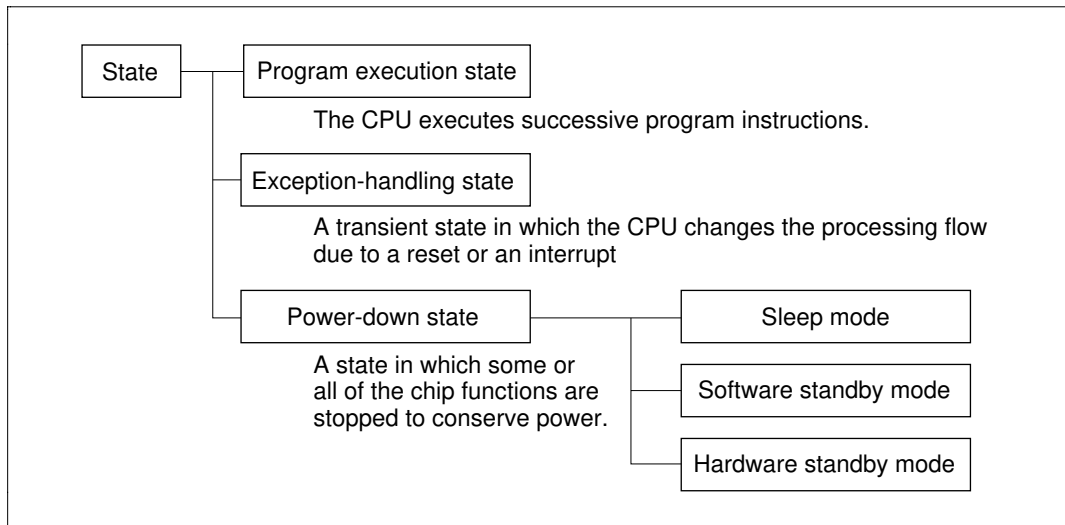 State
Program execution state
The CPU executes successive program instructions.
Exception-handling state
A transient state in which the CPU changes the processing flow
due to a reset or an interrupt
Power-down state
A state in which some or
all of the chip functions are
stopped to conserve power.
Sleep mode
Software standby mode
Hardware standby mode